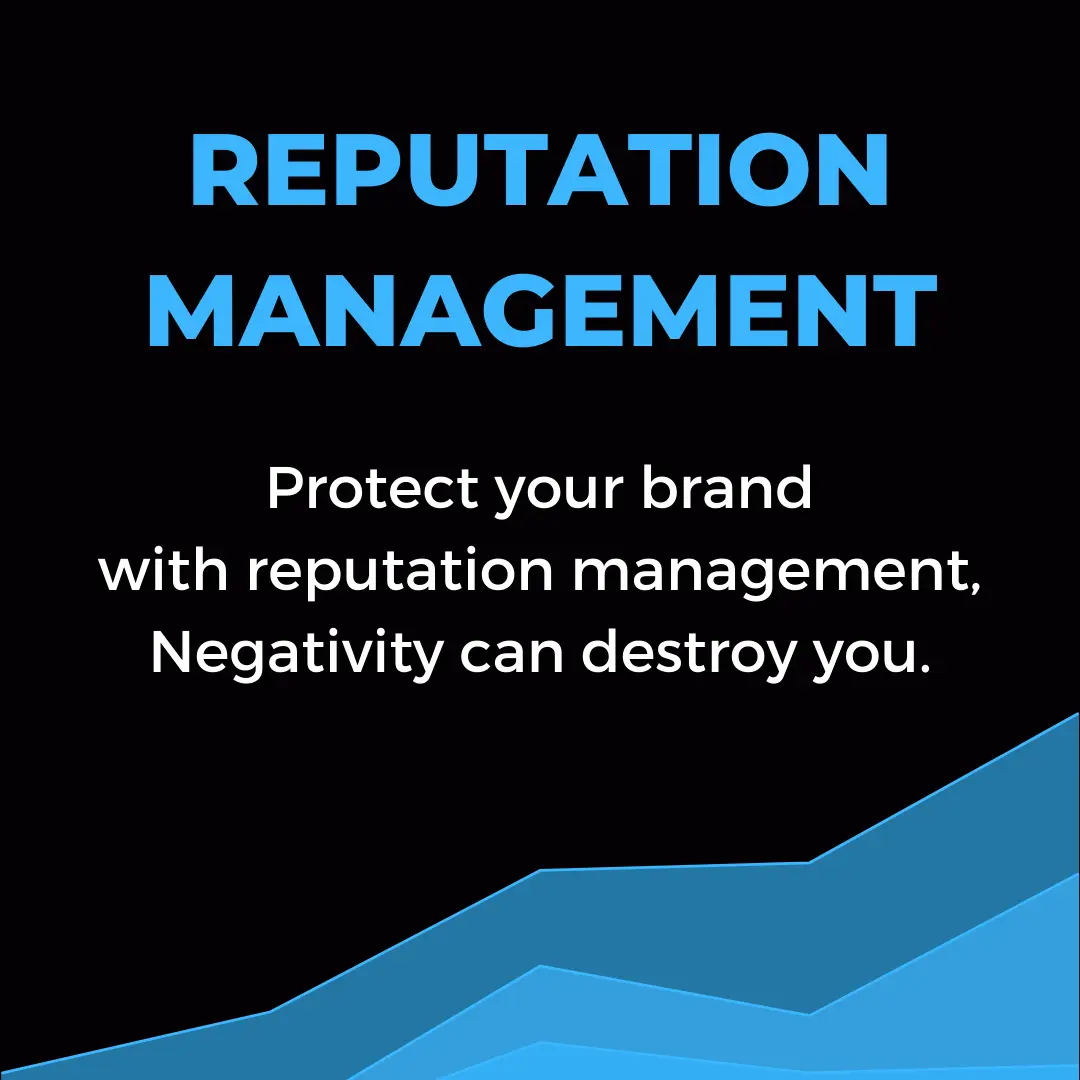 REPUTATION
MANAGEMENT
Protect your brand
with reputation management,
Negativity can destroy you.